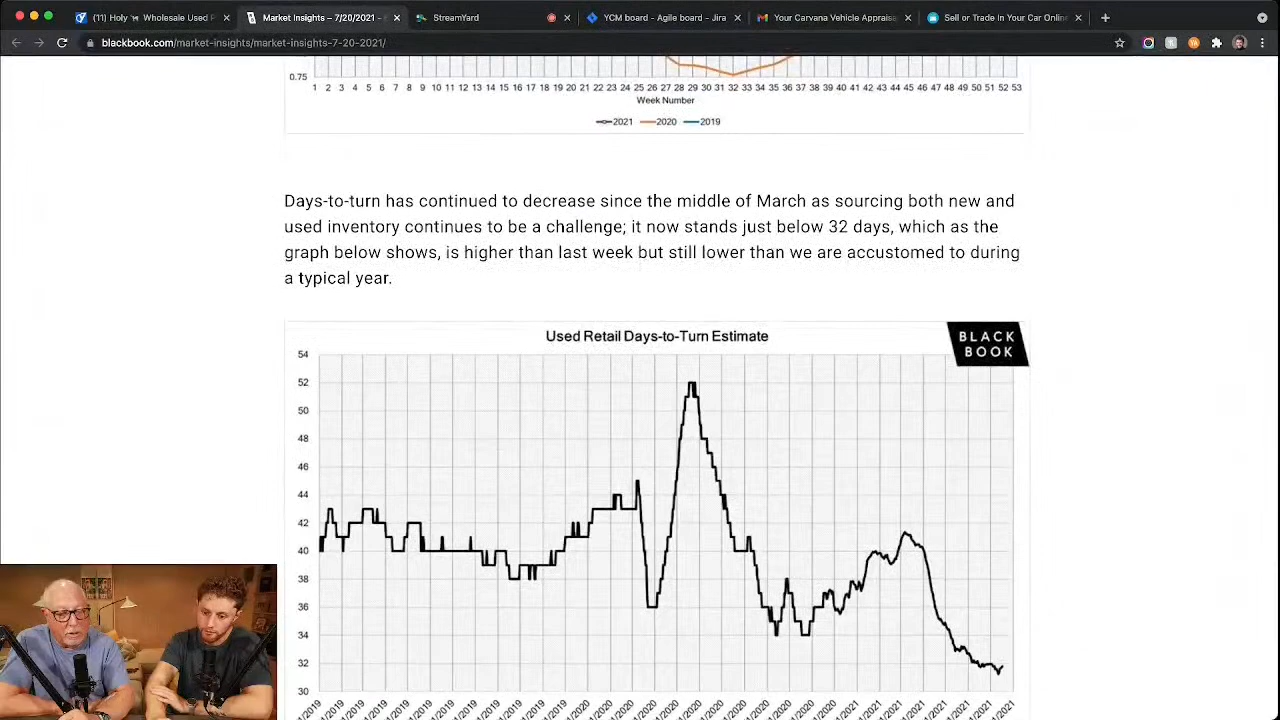 (11) Holy Wholesale Used P
Market Insights – 7/20/2021 -
StreamYard
YCM board - Agile board - Jira
Your Carvana Vehicle Appraisa
Sell or Trade In Your Car Online
blackbook.com/market-insights/market-insights-7-20-2021/
0.75
1 2 3 4 5 6 7 8 9 10 11 12 13 14 15 16 17 18 19 20 21 22 23 24 25 26 27 28 29 30 31 32 33 34 35 36 37 38 39 40 41 42 43 44 45 46 47 48 49 50 51 52 53
Week Number
2021 2020 2019
Days-to-turn has continued to decrease since the middle of March as sourcing both new and
used inventory continues to be a challenge; it now stands just below 32 days, which as the
graph below shows, is higher than last week but still lower than we are accustomed to during
a typical year.
Used Retail Days-to-Turn Estimate
BLACK
BOOK
54
52
50
48
46
44
42
40
38
36
34
32
30